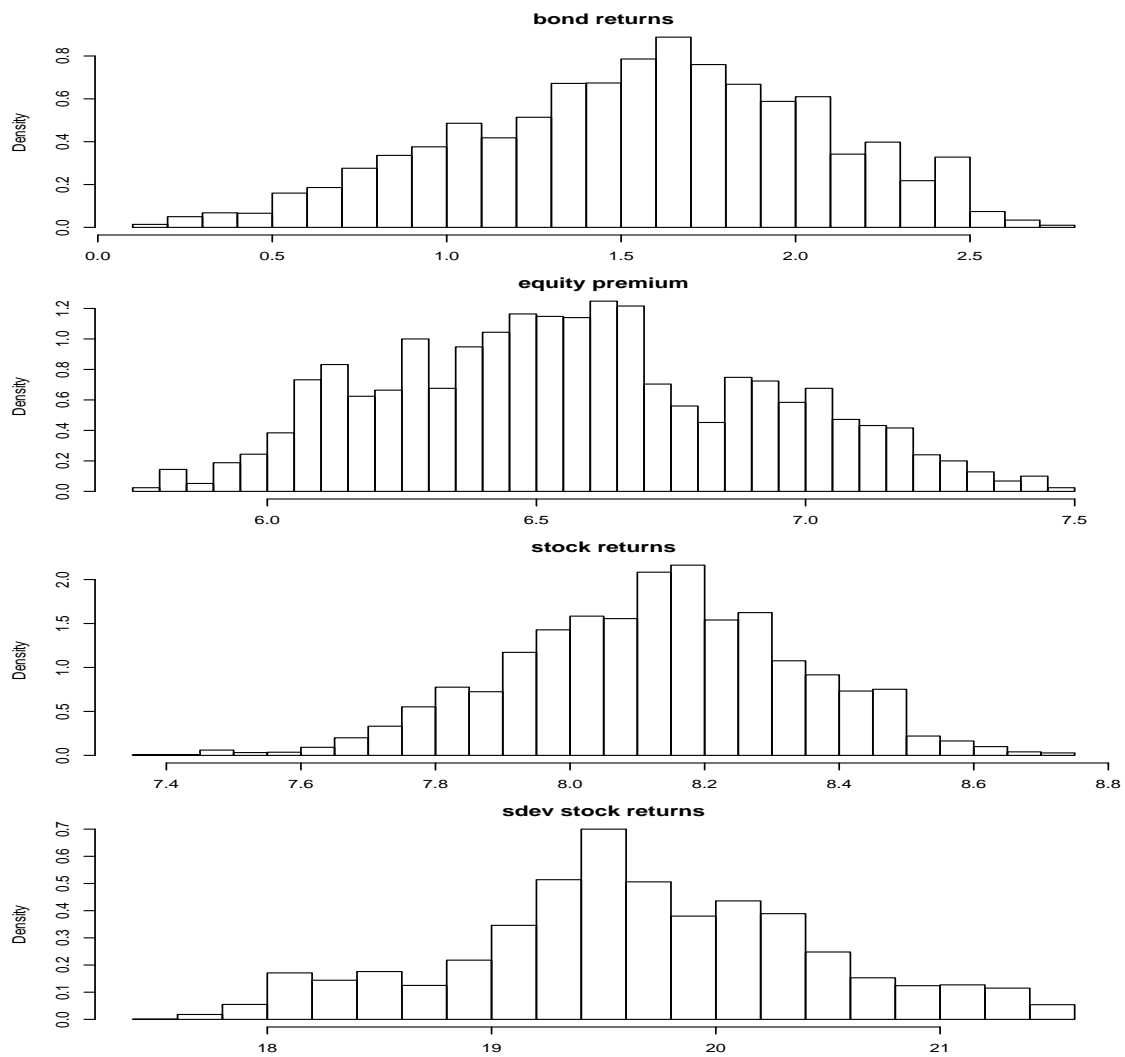 bond returns
Density
0.0 0.2 0.4 0.6 0.8
0.0 0.5 1.0 1.5 2.0 2.5
equity premium
Density
0.0 0.2 0.4 0.6 0.8 1.0 1.2
6.0 6.5 7.0 7.5
stock returns
Density
0.0 0.5 1.0 1.5 2.0
7.4 7.6 7.8 8.0 8.2 8.4 8.6 8.8
sdev stock returns
Density
0.0 0.1 0.2 0.3 0.4 0.5 0.6 0.7
18 19 20 21